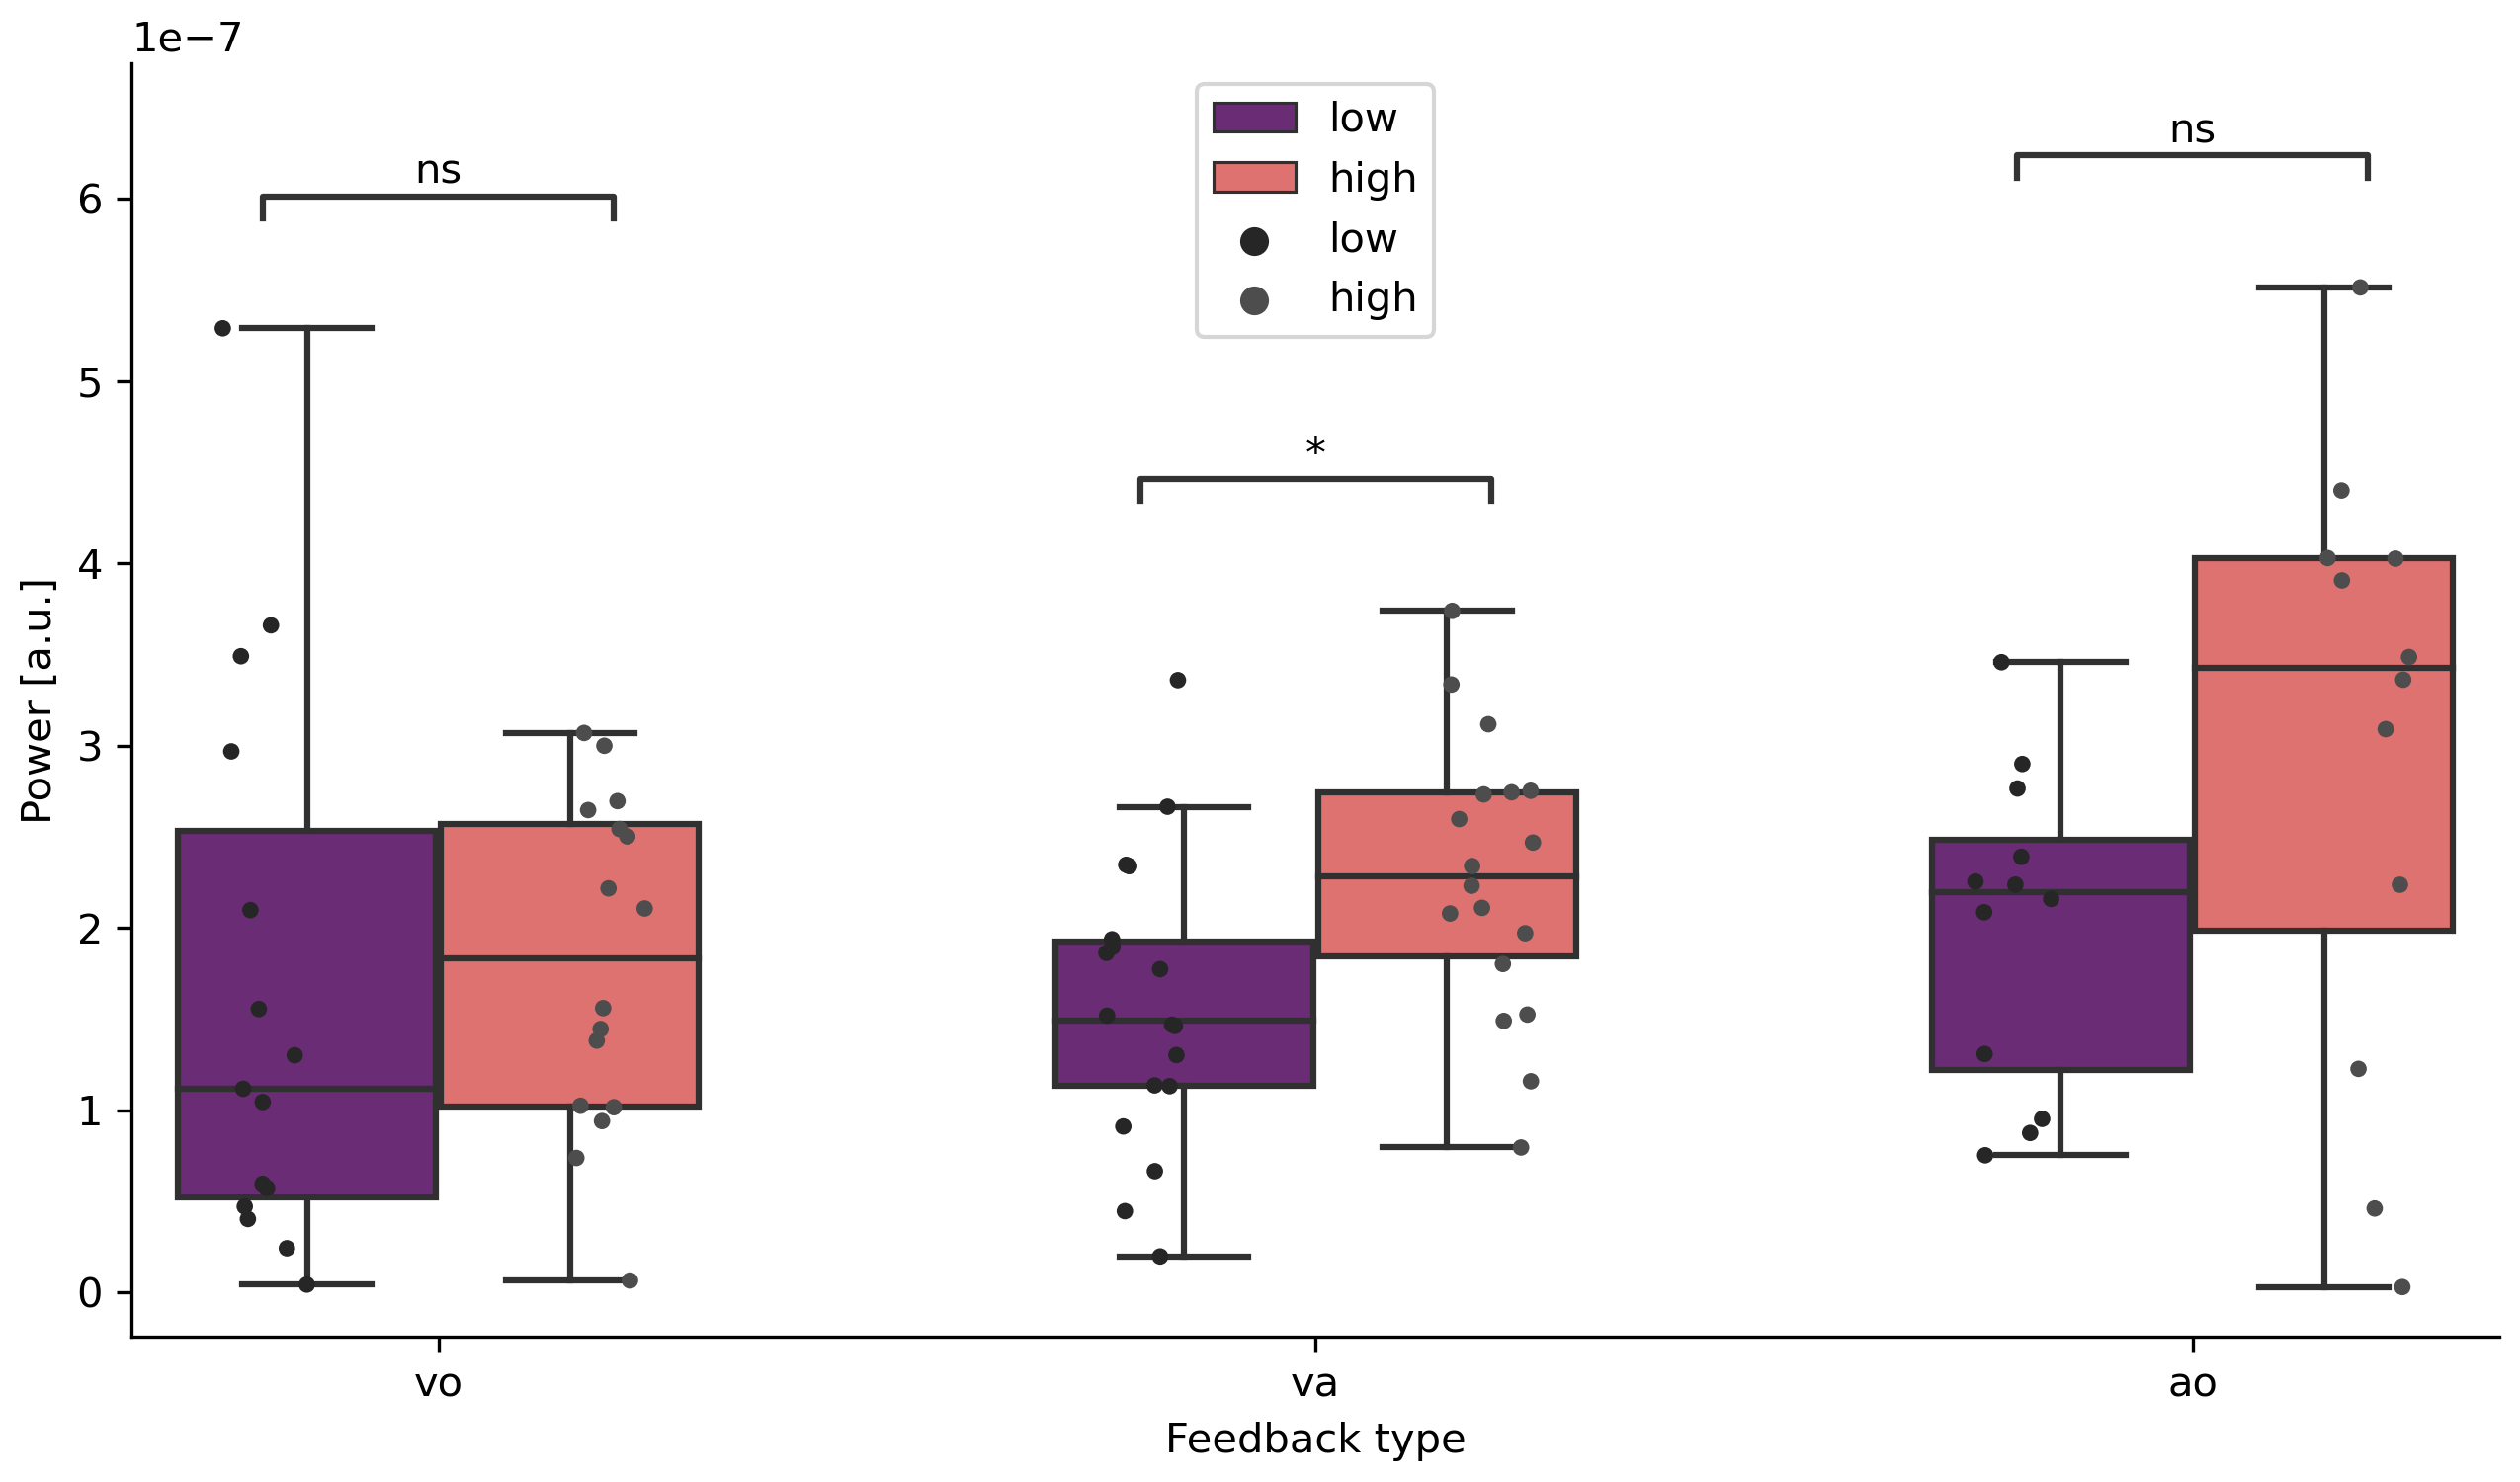 1e−7
low
high
low
high
ns
ns
*
6
5
4
3
2
1
0
Power [a.u.]
vo
va
ao
Feedback type